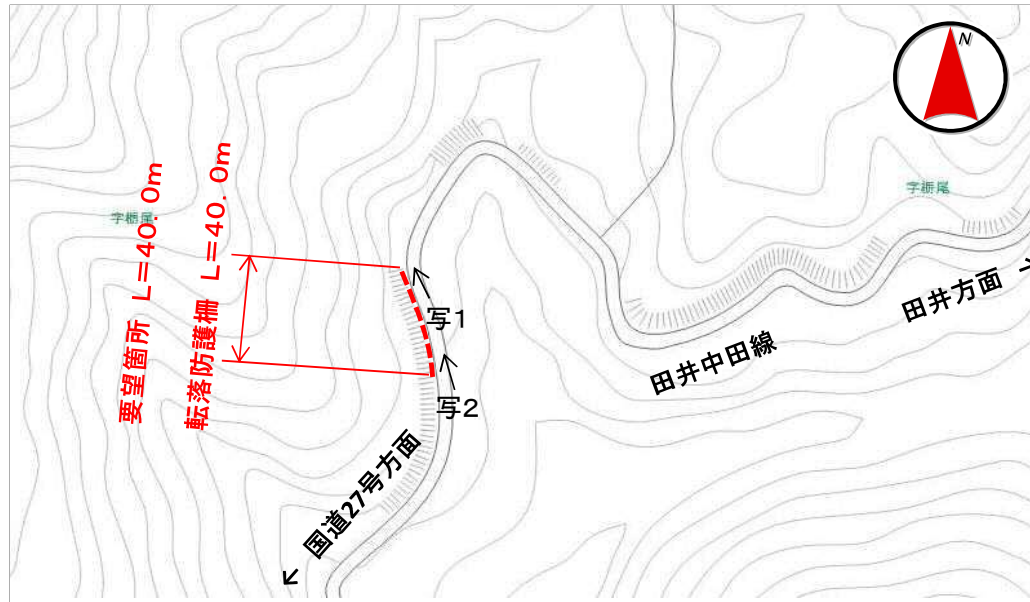 要望箇所 L=40.0m
転落防護柵 L=40.0m
字栃尾
N
字栃尾
写1
写2
田井中田線
田井方面 →
国道27号方面
←